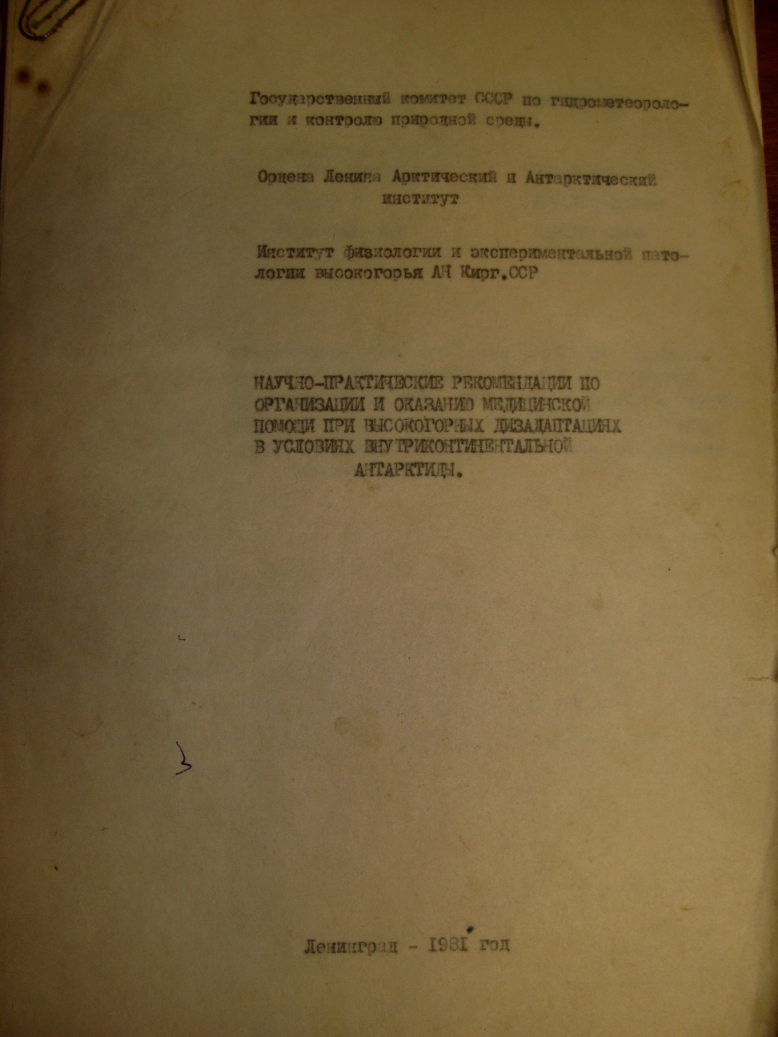 Государственный комитет СССР по гидрометеороло-
гии и контролю природной среды.
Ордена Ленина Арктический и Антарктический
институт
Институт физиологии и экспериментальной пато-
логии высокогорья АН Кирг.ССР
НАУЧНО-ПРАКТИЧЕСКИЕ РЕКОМЕНДАЦИИ ПО
ОРГАНИЗАЦИИ И ОКАЗАНИЮ МЕДИЦИНСКОЙ
ПОМОЩИ ПРИ ВЫСОКОГОРНЫХ ДИЗАДАПТАЦИЯХ
В УСЛОВИЯХ ВНУТРИКОНТИНЕНТАЛЬНОЙ
АНТАРКТИДЫ.
Ленинград - 1981 год